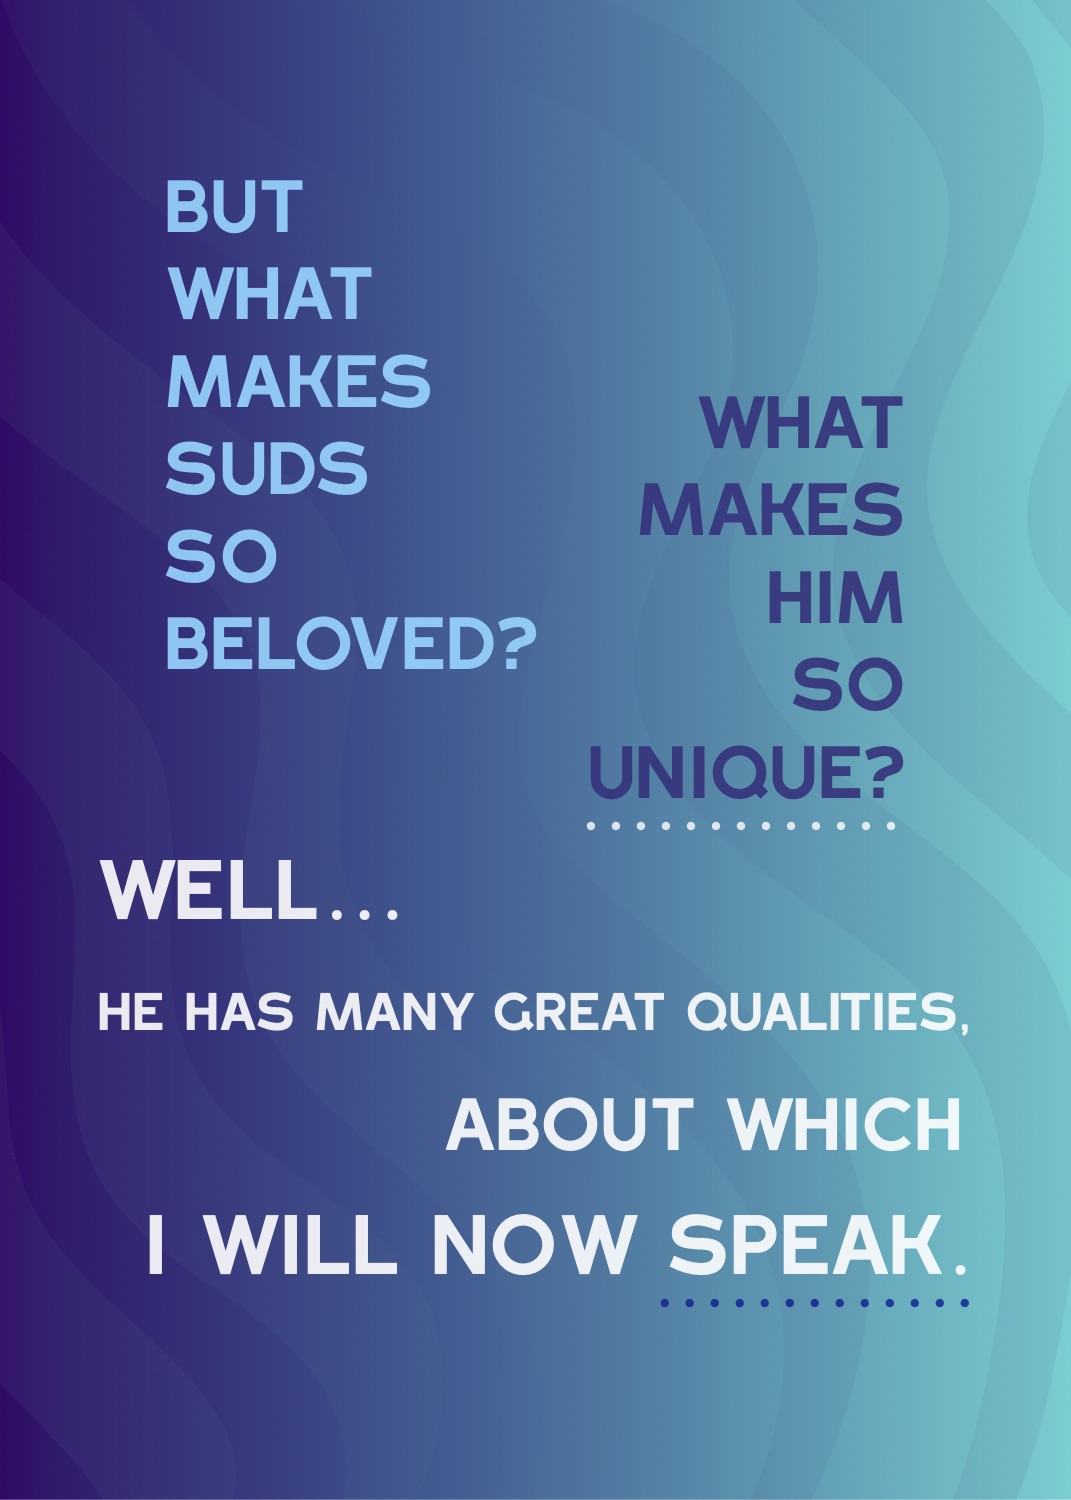 BUT
WHAT
MAKES
SUDS
SO
BELOVED?
WHAT
MAKES
HIM
SO
UNIQUE?
WELL...
HE HAS MANY GREAT QUALITIES,
ABOUT WHICH
I WILL NOW SPEAK.